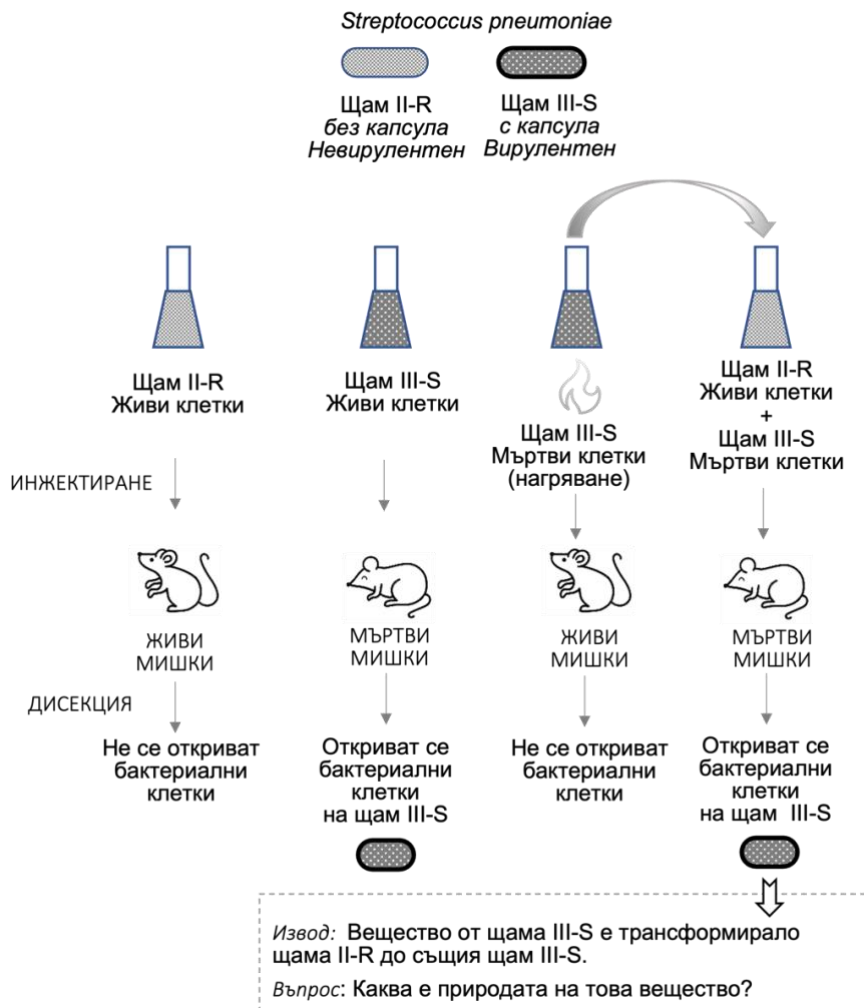 Streptococcus pneumoniae
Щам II-R
без капсула
Невирулентен
Щам III-S
с капсула
Вирулентен
Щам II-R
Живи клетки
Щам III-S
Живи клетки
Щам III-S
Мъртви клетки
(нагряване)
Щам II-R
Живи клетки
+
Щам III-S
Мъртви клетки
ИНЖЕКТИРАНЕ
ЖИВИ
МИШКИ
МЪРТВИ
МИШКИ
ЖИВИ
МИШКИ
МЪРТВИ
МИШКИ
ДИСЕКЦИЯ
Не се откриват
бактериални
клетки
Откриват се
бактериални
клетки
на щам III-S
Не се откриват
бактериални
клетки
Откриват се
бактериални
клетки
на щам III-S
Извод: Вещество от щама III-S е трансформирало
щама II-R до същия щам III-S.
Въпрос: Каква е природата на това вещество?